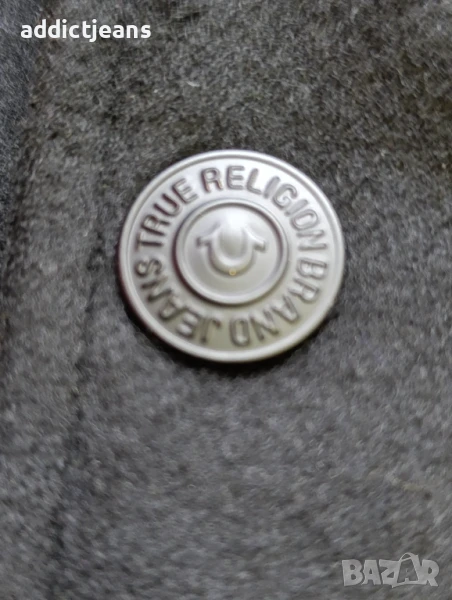 addictjeans
TRUE RELIGION BRAND JEANS
BAZAR